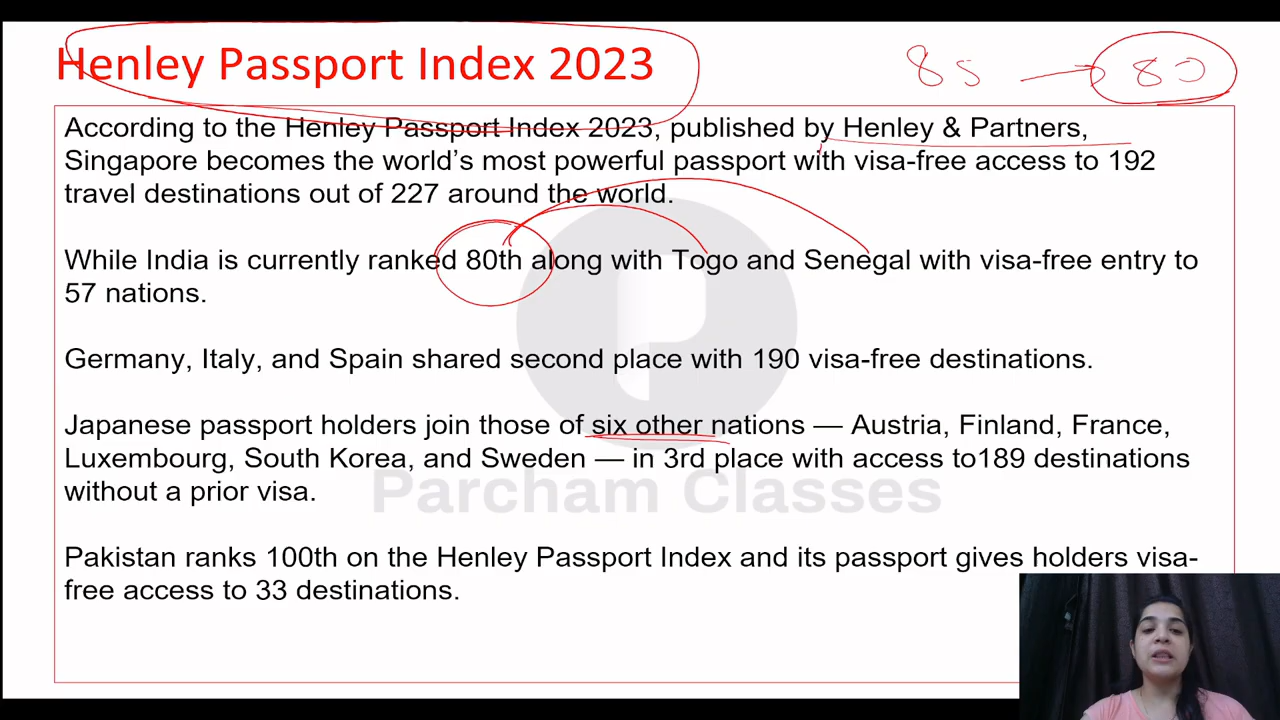 Henley Passport Index 2023
85 → 80
According to the Henley Passport Index 2023, published by Henley & Partners,
Singapore becomes the world's most powerful passport with visa-free access to 192
travel destinations out of 227 around the world.
While India is currently ranked 80th along with Togo and Senegal with visa-free entry to
57 nations.
Germany, Italy, and Spain shared second place with 190 visa-free destinations.
Japanese passport holders join those of six other nations — Austria, Finland, France,
Luxembourg, South Korea, and Sweden — in 3rd place with access to189 destinations
without a prior visa.
Parcham Classes
Pakistan ranks 100th on the Henley Passport Index and its passport gives holders visa-
free access to 33 destinations.